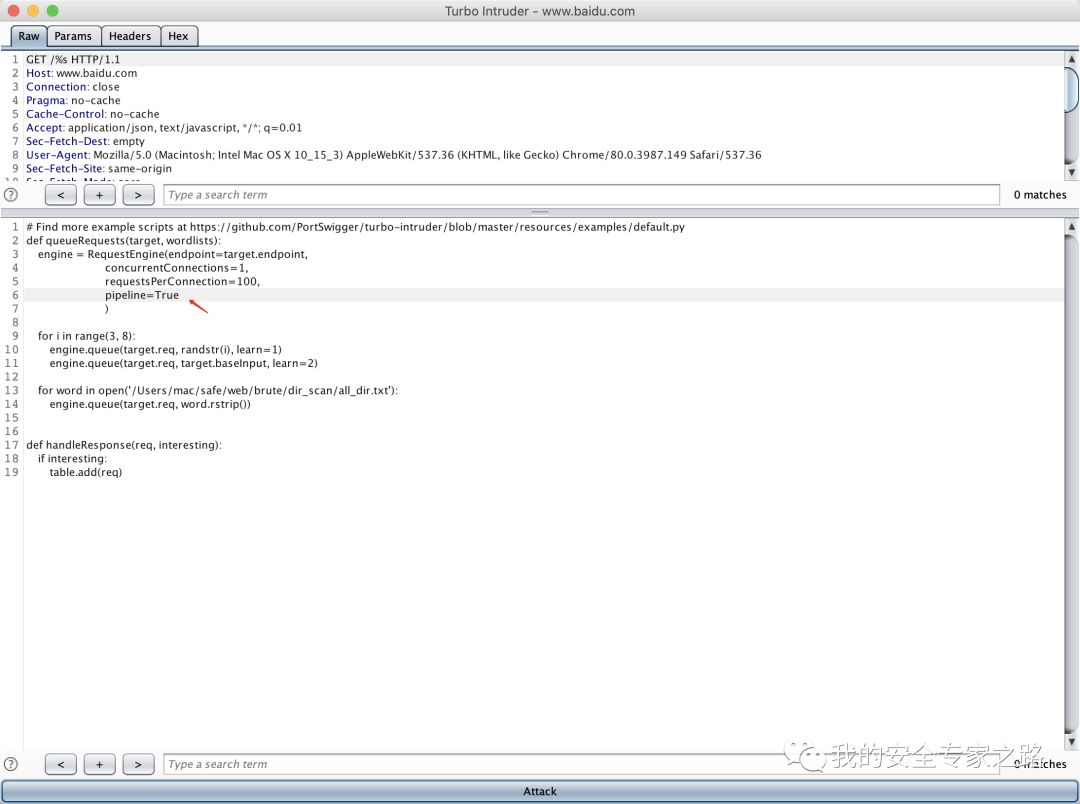 Turbo Intruder - www.baidu.com
Raw Params Headers Hex
1 GET /%s HTTP/1.1
2 Host: www.baidu.com
3 Connection: close
4 Pragma: no-cache
5 Cache-Control: no-cache
6 Accept: application/json, text/javascript, */*; q=0.01
7 Sec-Fetch-Dest: empty
8 User-Agent: Mozilla/5.0 (Macintosh; Intel Mac OS X 10_15_3) AppleWebKit/537.36 (KHTML, like Gecko) Chrome/80.0.3987.149 Safari/537.36
9 Sec-Fetch-Site: same-origin
? < + > Type a search term 0 matches
1 # Find more example scripts at https://github.com/PortSwigger/turbo-intruder/blob/master/resources/examples/default.py
2 def queueRequests(target, wordlists):
3 engine = RequestEngine(endpoint=target.endpoint,
4 concurrentConnections=1,
5 requestsPerConnection=100,
6 pipeline=True
7 )
8
9 for i in range(3, 8):
10 engine.queue(target.req, randstr(i), learn=1)
11 engine.queue(target.req, target.baseInput, learn=2)
12
13 for word in open('/Users/mac/safe/web/brute/dir_scan/all_dir.txt'):
14 engine.queue(target.req, word.rstrip())
15
16
17 def handleResponse(req, interesting):
18 if interesting:
19 table.add(req)
? < + > Type a search term 0 matches
我的安全专家之路
Attack